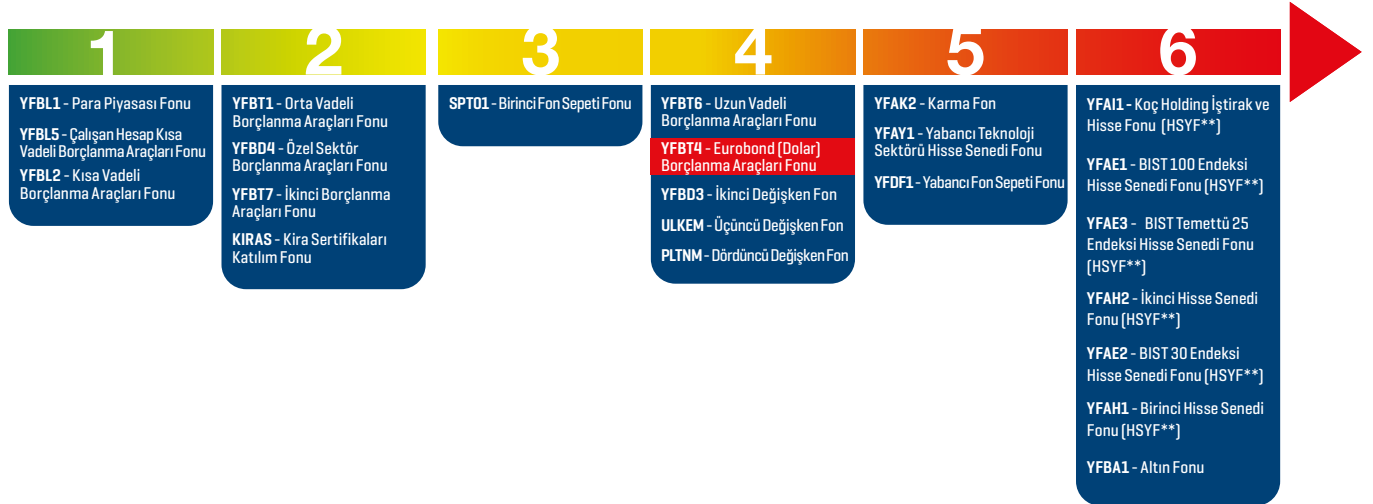 1
YFBL1 - Para Piyasası Fonu
YFBL5 - Çalışan Hesap Kısa
Vadeli Borçlanma Araçları Fonu
YFBL2 - Kısa Vadeli
Borçlanma Araçları Fonu
2
YFBT1 - Orta Vadeli
Borçlanma Araçları Fonu
YFBD4 - Özel Sektör
Borçlanma Araçları Fonu
YFBT7 - İkinci Borçlanma
Araçları Fonu
KIRAS - Kira Sertifikaları
Katılım Fonu
3
SPTO1 - Birinci Fon Sepeti Fonu
4
YFBT6 - Uzun Vadeli
Borçlanma Araçları Fonu
YFBT4 - Eurobond (Dolar)
Borçlanma Araçları Fonu
YFBD3 - İkinci Değişken Fon
ULKEM - Üçüncü Değişken Fon
PLTNM - Dördüncü Değişken Fon
5
YFAK2 - Karma Fon
YFAY1 - Yabancı Teknoloji
Sektörü Hisse Senedi Fonu
YFDF1 - Yabancı Fon Sepeti Fonu
6
YFAI1 - Koç Holding İştirak ve
Hisse Fonu (HSYF**)
YFAE1 - BIST 100 Endeksi
Hisse Senedi Fonu (HSYF**)
YFAE3 - BIST Temettü 25
Endeksi Hisse Senedi Fonu
(HSYF**)
YFAH2 - İkinci Hisse Senedi
Fonu (HSYF**)
YFAE2 - BIST 30 Endeksi
Hisse Senedi Fonu (HSYF**)
YFAH1 - Birinci Hisse Senedi
Fonu (HSYF**)
YFBA1 - Altın Fonu